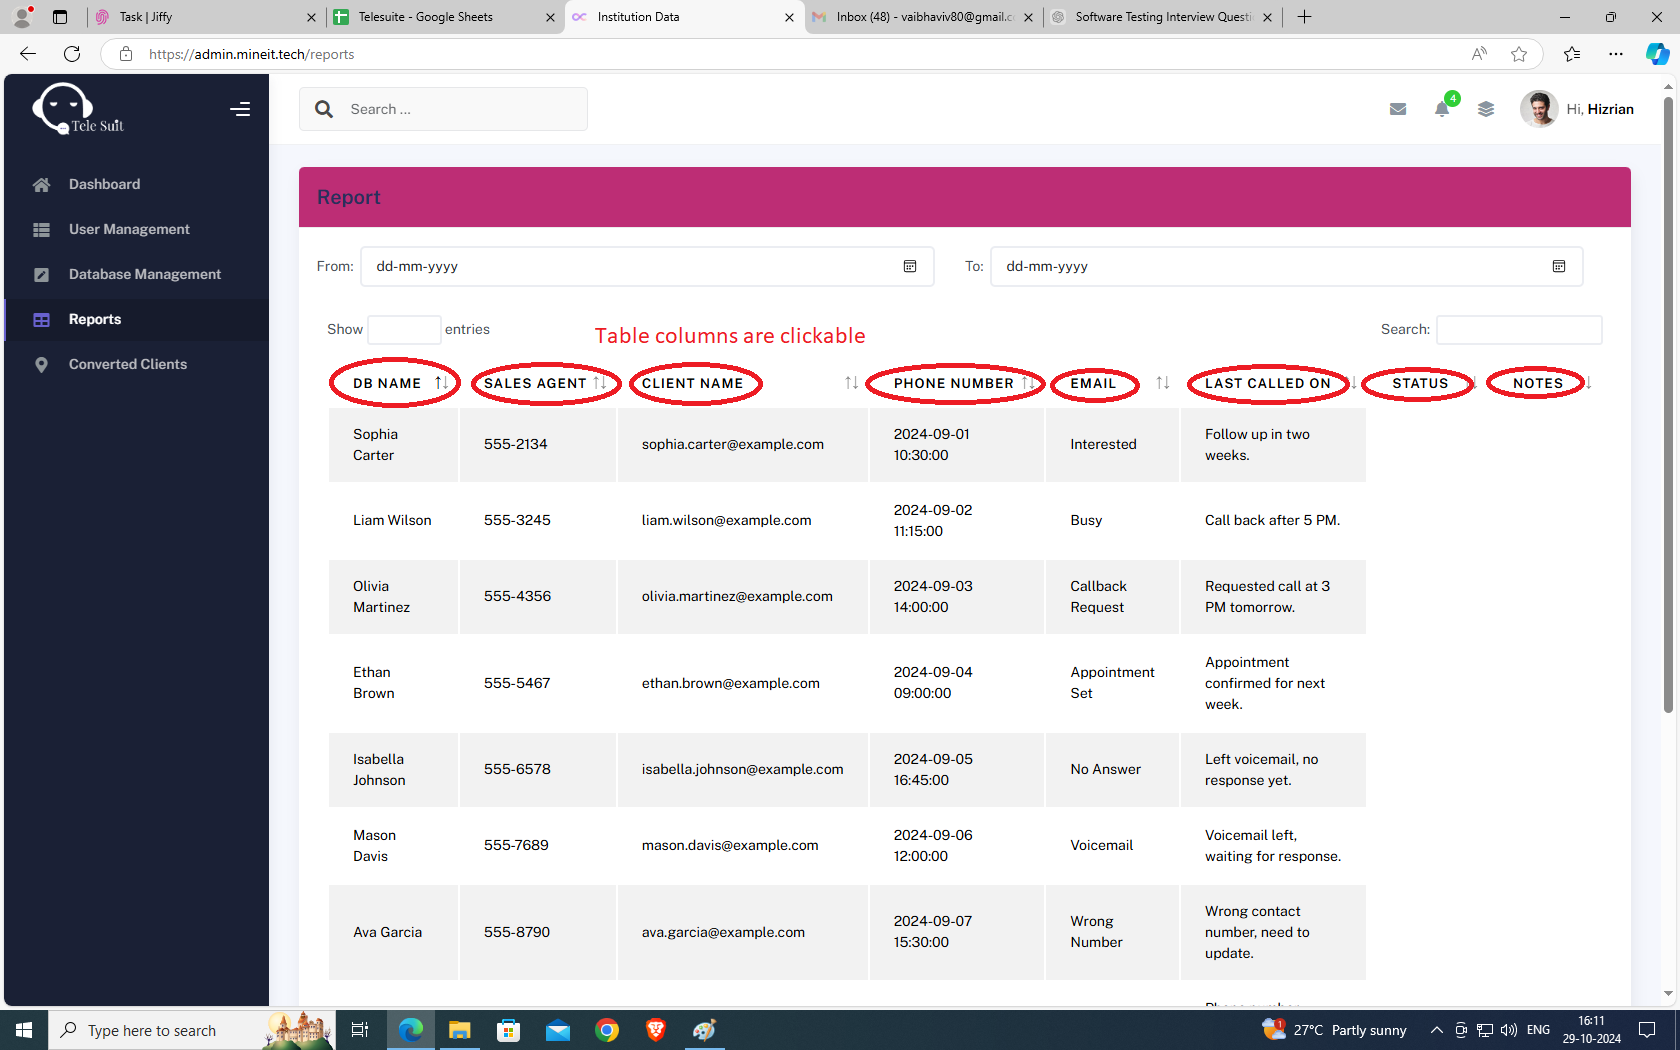 Task | Jiffy
Telesuite - Google Sheets
Institution Data
Inbox (48) - vaibhaviv80@gmail.c
Software Testing Interview Questi
https://admin.mineit.tech/reports
Tele Suit
Search ...
4
Hi, Hizrian
Dashboard
User Management
Database Management
Reports
Converted Clients
Report
From: dd-mm-yyyy To: dd-mm-yyyy
Show entries Search:
Table columns are clickable
DB NAME SALES AGENT CLIENT NAME PHONE NUMBER EMAIL LAST CALLED ON STATUS NOTES
Sophia
Carter
555-2134
sophia.carter@example.com
2024-09-01
10:30:00
Interested
Follow up in two
weeks.
Liam Wilson
555-3245
liam.wilson@example.com
2024-09-02
11:15:00
Busy
Call back after 5 PM.
Olivia
Martinez
555-4356
olivia.martinez@example.com
2024-09-03
14:00:00
Callback
Request
Requested call at 3
PM tomorrow.
Ethan
Brown
555-5467
ethan.brown@example.com
2024-09-04
09:00:00
Appointment
Set
Appointment
confirmed for next
week.
Isabella
Johnson
555-6578
isabella.johnson@example.com
2024-09-05
16:45:00
No Answer
Left voicemail, no
response yet.
Mason
Davis
555-7689
mason.davis@example.com
2024-09-06
12:00:00
Voicemail
Voicemail left,
waiting for response.
Ava Garcia
555-8790
ava.garcia@example.com
2024-09-07
15:30:00
Wrong
Number
Wrong contact
number, need to
update.
Type here to search
1
27°C Partly sunny
ENG
16:11
29-10-2024